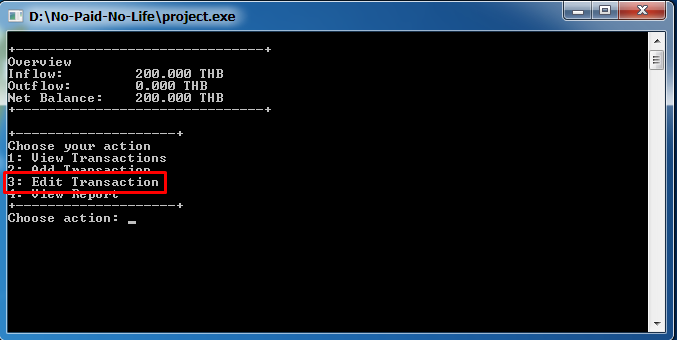 D:\No-Paid-No-Life\project.exe
+-------------------------------+
Overview
Inflow: 200.000 THB
Outflow: 0.000 THB
Net Balance: 200.000 THB
+-------------------------------+
+--------------------+
Choose your action
1: View Transactions
2: Add Transaction
3: Edit Transaction
4: View Report
+--------------------+
Choose action: _